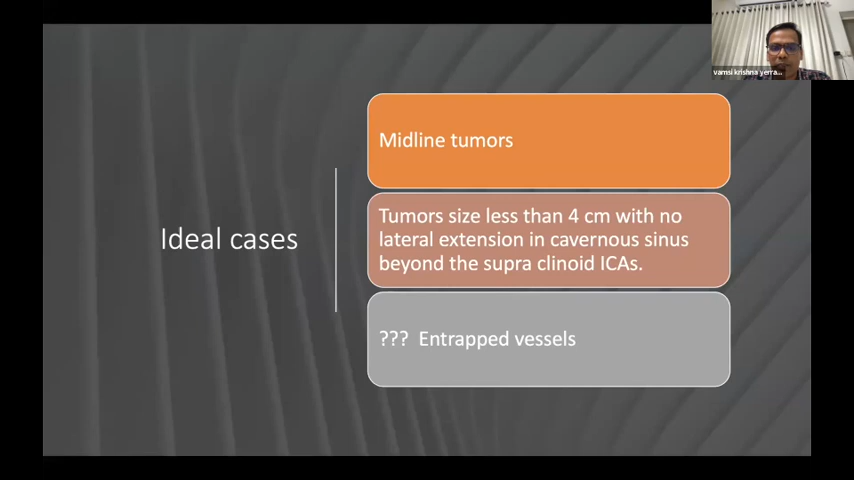 vamsi krishna yerra...
Ideal cases
Midline tumors
Tumors size less than 4 cm with no
lateral extension in cavernous sinus
beyond the supra clinoid ICAs.
??? Entrapped vessels